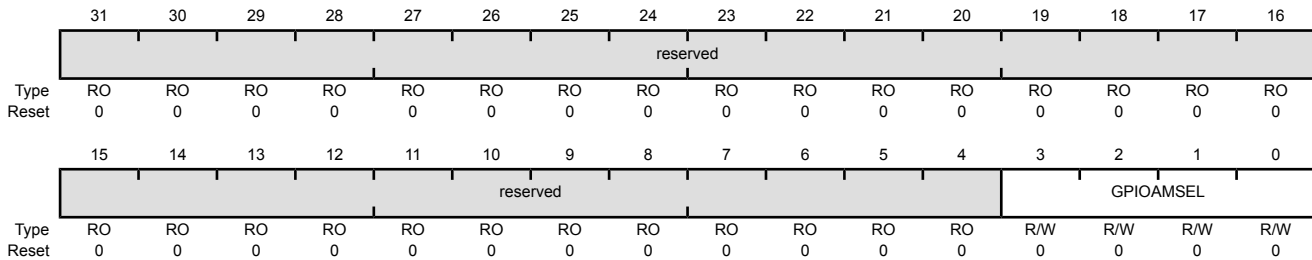 31 30 29 28 27 26 25 24 23 22 21 20 19 18 17 16
reserved
Type RO RO RO RO RO RO RO RO RO RO RO RO RO RO RO RO
Reset 0 0 0 0 0 0 0 0 0 0 0 0 0 0 0 0
15 14 13 12 11 10 9 8 7 6 5 4 3 2 1 0
reserved GPIOAMSEL
Type RO RO RO RO RO RO RO RO RO RO RO RO R/W R/W R/W R/W
Reset 0 0 0 0 0 0 0 0 0 0 0 0 0 0 0 0